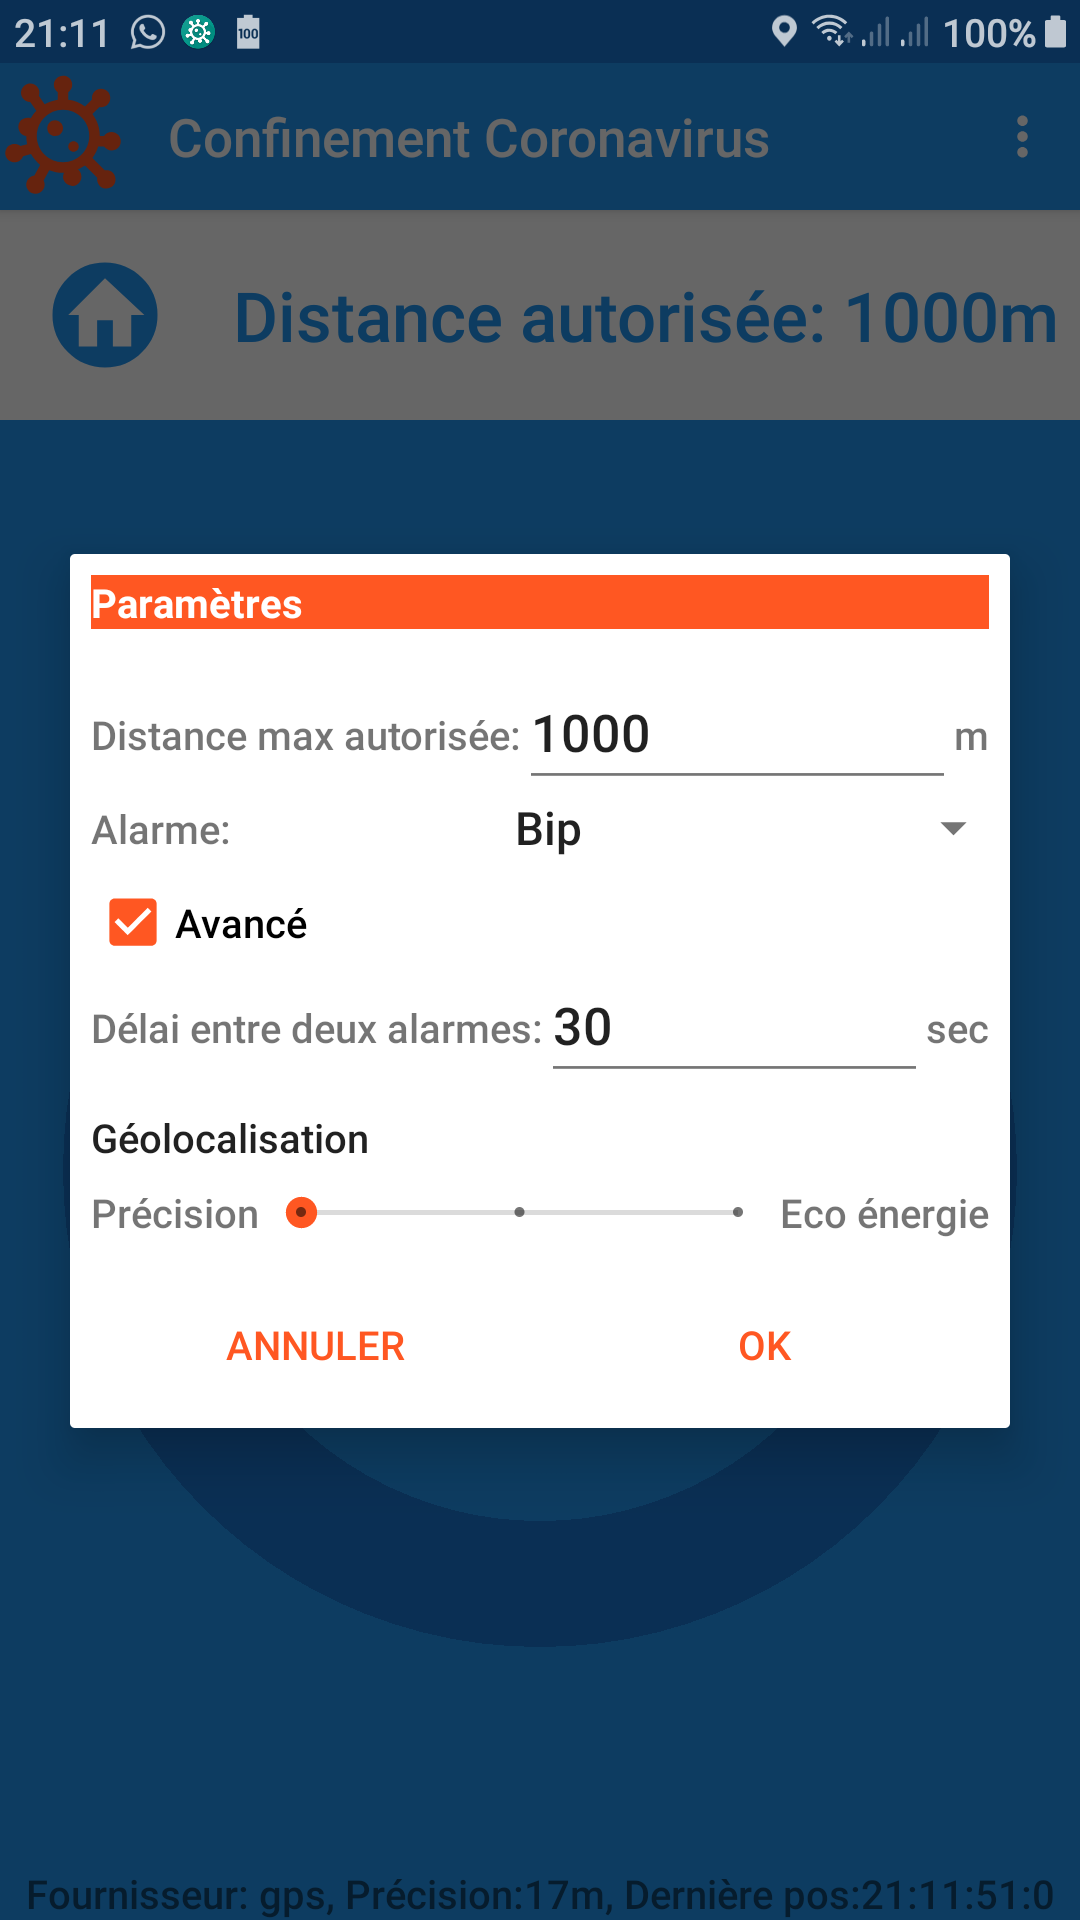 21:11 100 100%
Confinement Coronavirus
Distance autorisée: 1000m
Paramètres
Distance max autorisée: 1000 m
Alarme: Bip
Avancé
Délai entre deux alarmes: 30 sec
Géolocalisation
Précision Eco énergie
ANNULER OK
Fournisseur: gps, Précision:17m, Dernière pos:21:11:51:0